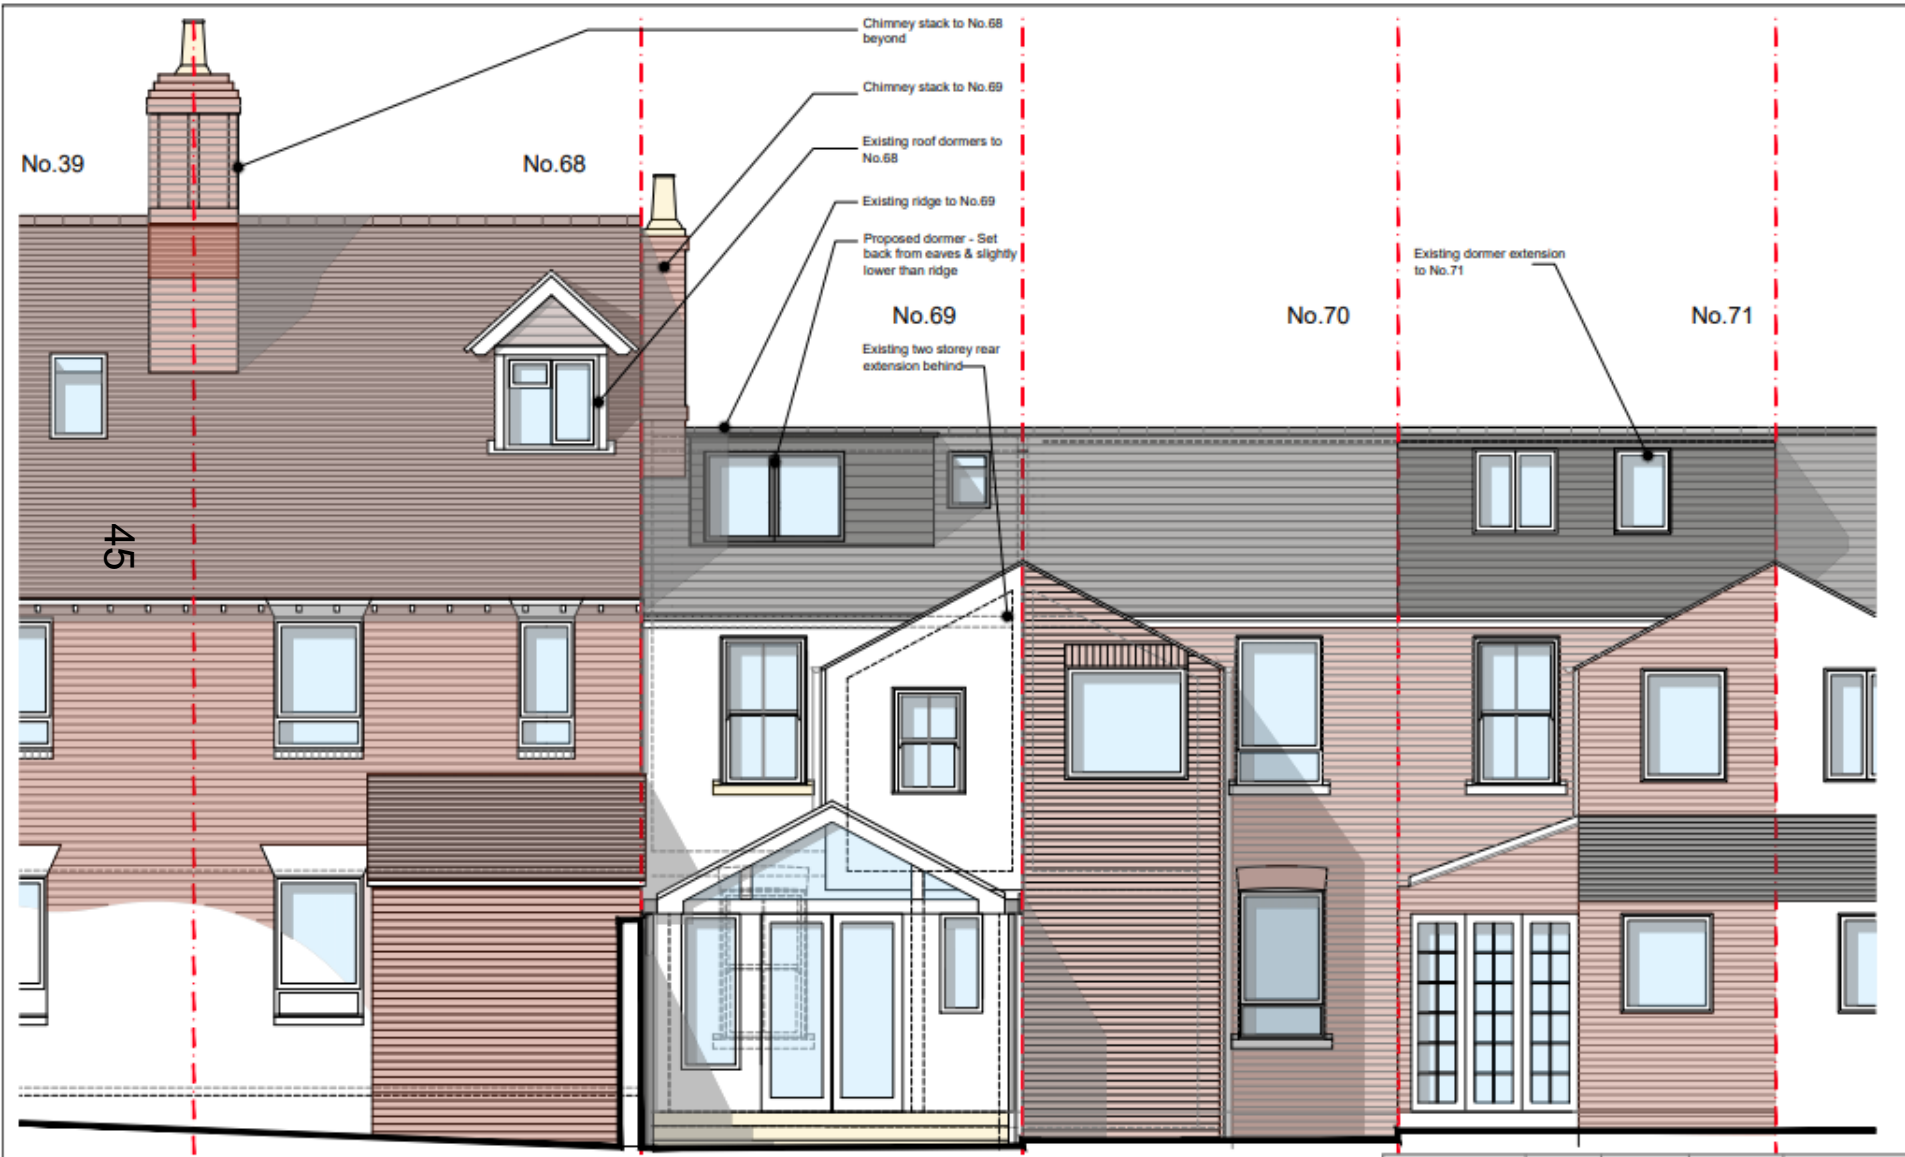 Chimney stack to No.68
beyond
Chimney stack to No.69
No.39
No.68
Existing roof dormers to
No.68
Existing ridge to No.69
Proposed dormer - Set
back from eaves & slightly
lower than ridge
Existing dormer extension
to No.71
No.69
No.70
No.71
Existing two storey rear
extension behind
45